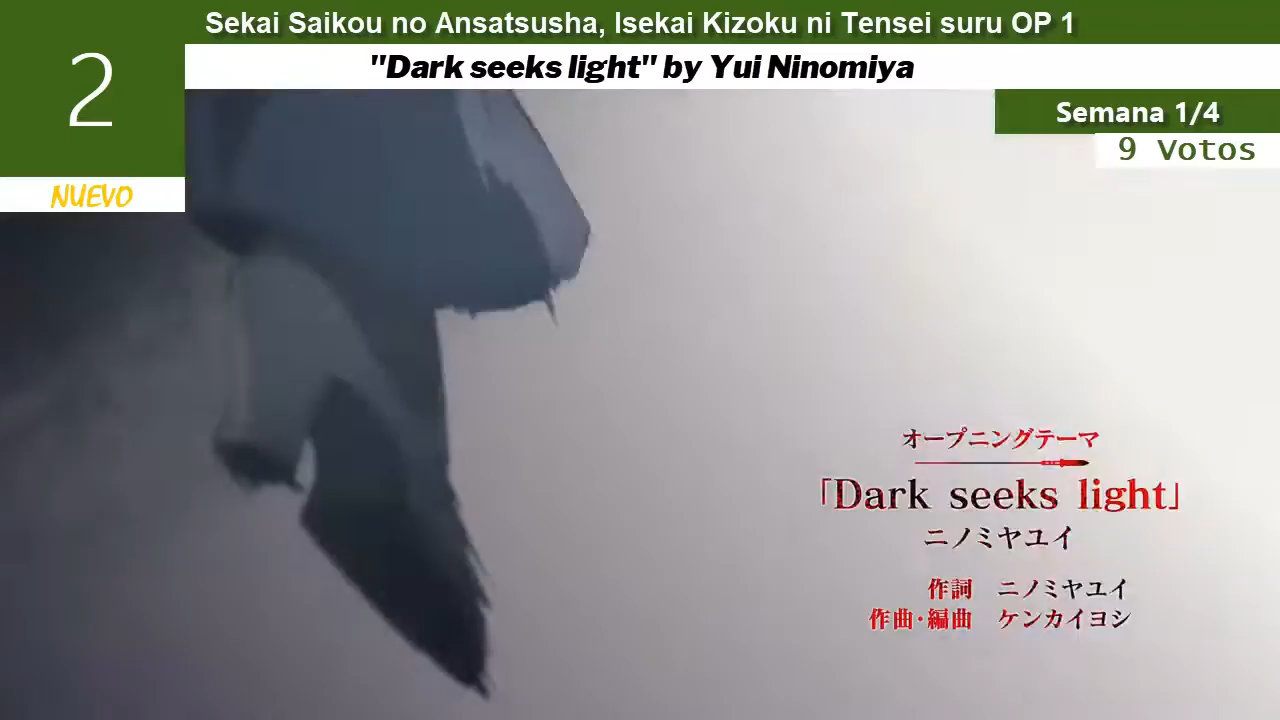 Sekai Saikou no Ansatsusha, Isekai Kizoku ni Tensei suru OP 1
2
"Dark seeks light" by Yui Ninomiya
Semana 1/4
9 Votos
NUEVO
オープニングテーマ
「Dark seeks light」
ニノミヤユイ
作詞 ニノミヤユイ
作曲・編曲 ケンカイヨシ